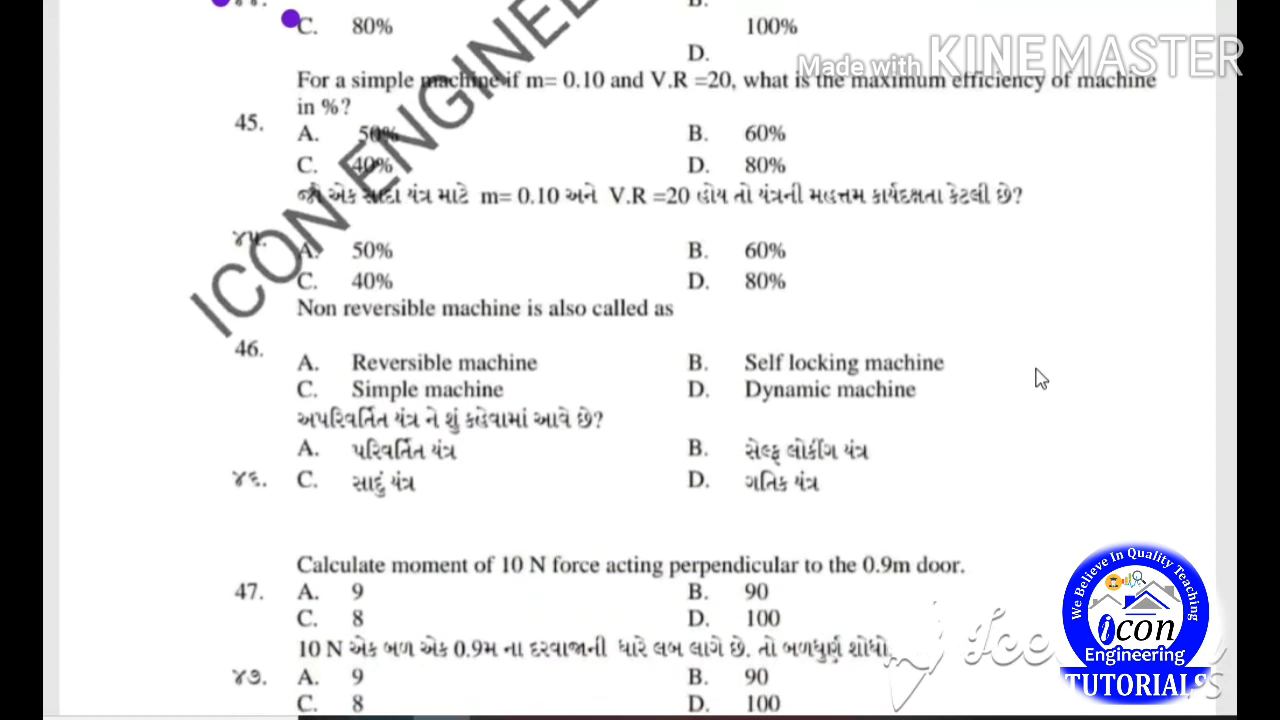 C. 80%
100%
D.
Made with KINEMASTER
For a simple machine if m= 0.10 and V.R =20, what is the maximum efficiency of machine
in %?
45.
A. 50% B. 60%
C. 40% D. 80%
જો એક સાદા યંત્ર માટે m= 0.10 અને V.R =20 હોય તો યંત્રની મહત્તમ કાર્યદક્ષતા કેટલી છે?
૪૫.
A. 50% B. 60%
C. 40% D. 80%
Non reversible machine is also called as
46.
A. Reversible machine B. Self locking machine
C. Simple machine D. Dynamic machine
અપરિવર્તિત યંત્ર ને શું કહેવામાં આવે છે?
A. પરિવર્તિત યંત્ર B. સેલ્ફ લોકીંગ યંત્ર
૪૬. C. સાદું યંત્ર D. ગતિક યંત્ર
Calculate moment of 10 N force acting perpendicular to the 0.9m door.
47. A. 9 B. 90
C. 8 D. 100
10 N એક બળ એક 0.9મ ના દરવાજાની ધારે લબ લાગે છે. તો બળધુર્ણ શોધો.
૪૭. A. 9 B. 90
C. 8 D. 100
ICON ENGINEE
We Believe In Quality Teaching
icon
Engineering
TUTORIALS